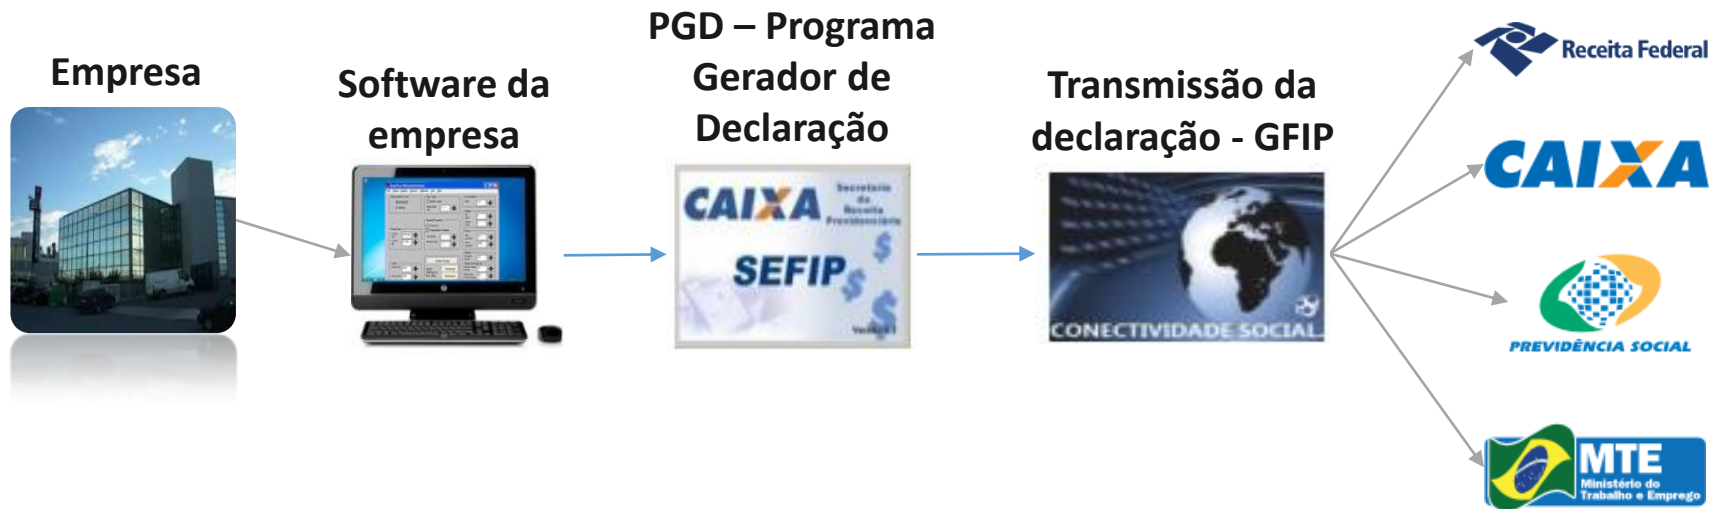 Empresa
Software da
empresa
PGD – Programa
Gerador de
Declaração
CAIXA
Secretaria
da
Receita
Previdenciária
SEFIP
Transmissão da
declaração - GFIP
CONECTIVIDADE SOCIAL
Receita Federal
CAIXA
PREVIDÊNCIA SOCIAL
MTE
Ministério do
Trabalho e Emprego